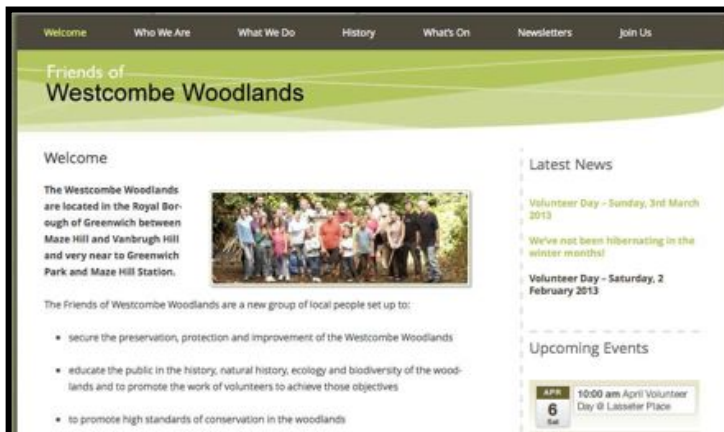 Welcome Who We Are What We Do History What's On Newsletters Join Us
Friends of
Westcombe Woodlands
Welcome
The Westcombe Woodlands
are located in the Royal Bor-
ough of Greenwich between
Maze Hill and Vanbrugh Hill
and very near to Greenwich
Park and Maze Hill Station.
The Friends of Westcombe Woodlands are a new group of local people set up to:
• secure the preservation, protection and improvement of the Westcombe Woodlands
• educate the public in the history, natural history, ecology and biodiversity of the wood-
lands and to promote the work of volunteers to achieve those objectives
• to promote high standards of conservation in the woodlands
Latest News
Volunteer Day – Sunday, 3rd March
2013
We've not been hibernating in the
winter months!
Volunteer Day – Saturday, 2
February 2013
Upcoming Events
APR
6
Sat
10:00 am April Volunteer
Day @ Lasseter Place